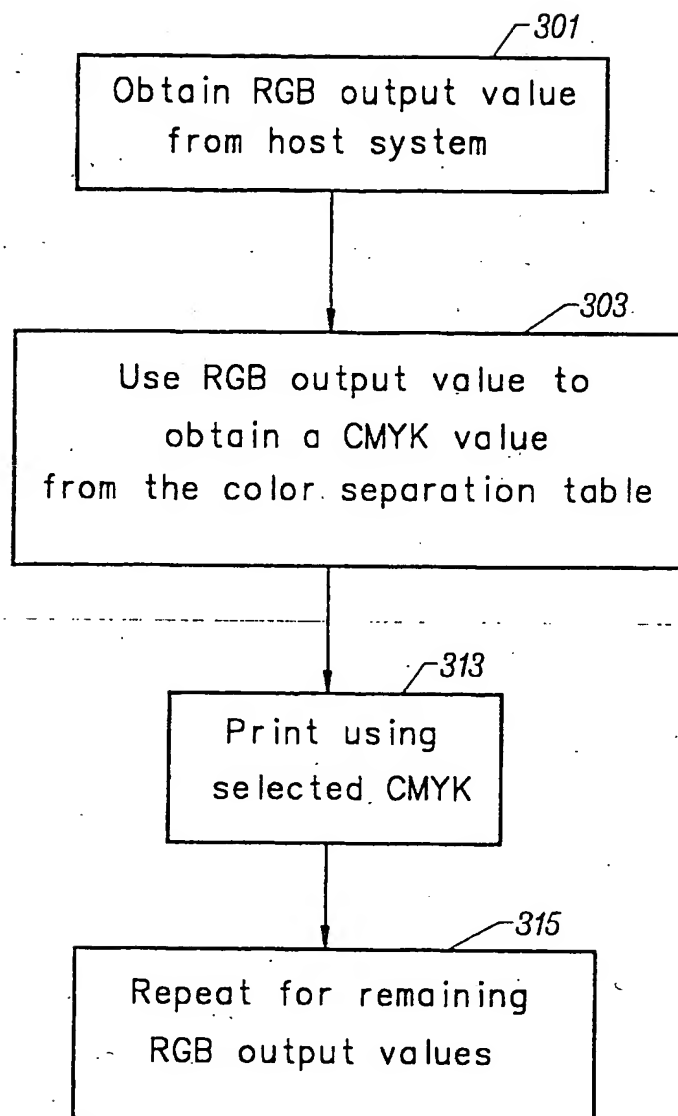 301
Obtain RGB output value
from host system
303
Use RGB output value to
obtain a CMYK value
from the color separation table
313
Print using
selected CMYK
315
Repeat for remaining
RGB output values